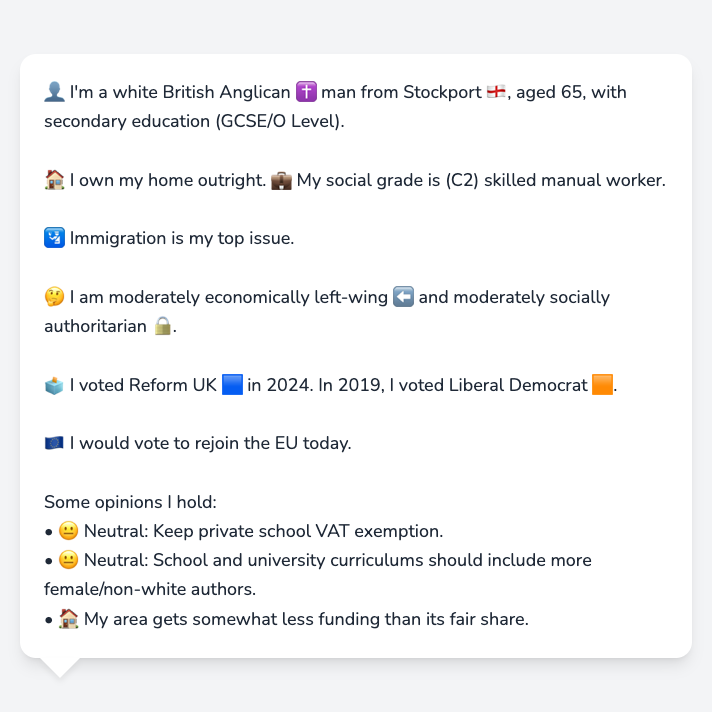 👤 I'm a white British Anglican ✝️ man from Stockport 🏴󠁧󠁢󠁥󠁮󠁧󠁿, aged 65, with
secondary education (GCSE/O Level).
🏠 I own my home outright. 💼 My social grade is (C2) skilled manual worker.
🛂 Immigration is my top issue.
🤔 I am moderately economically left-wing ⬅️ and moderately socially
authoritarian 🔒.
🗳️ I voted Reform UK 🟦 in 2024. In 2019, I voted Liberal Democrat 🟧.
🇪🇺 I would vote to rejoin the EU today.
Some opinions I hold:
• 😐 Neutral: Keep private school VAT exemption.
• 😐 Neutral: School and university curriculums should include more
female/non-white authors.
• 🏠 My area gets somewhat less funding than its fair share.